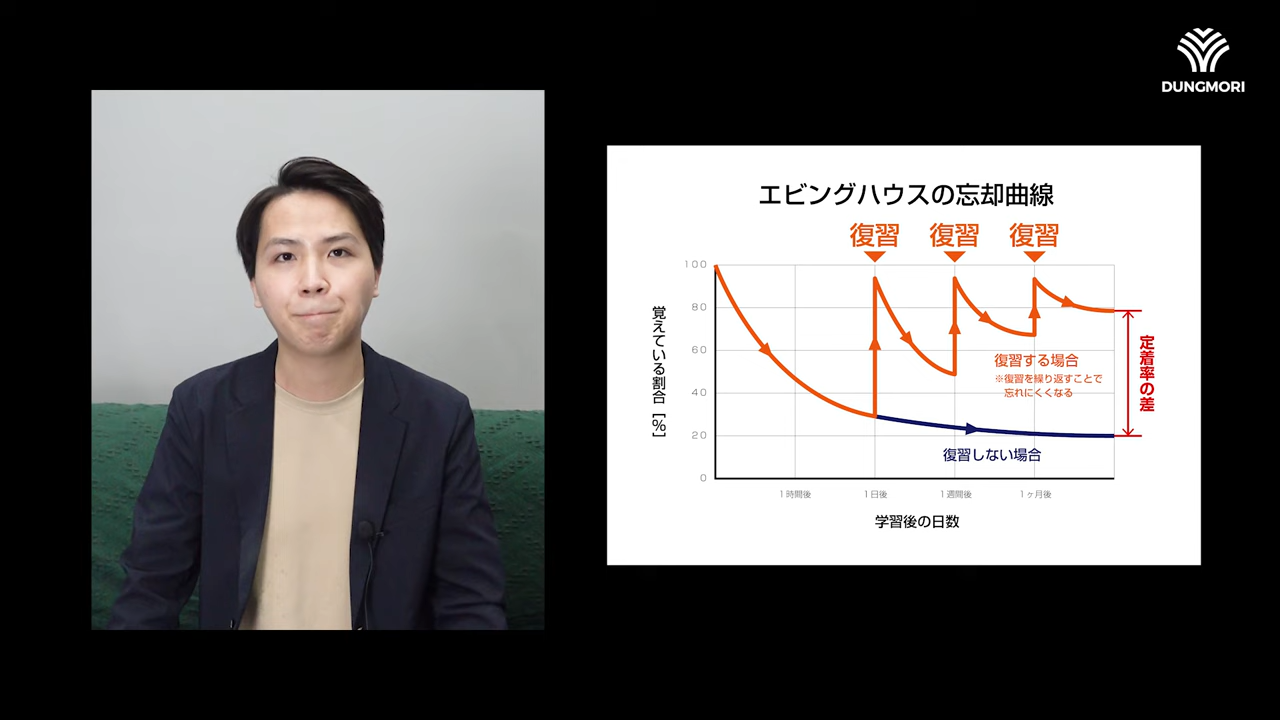 DUNGMORI
エビングハウスの忘却曲線
復習 復習 復習
100
80
60
40
20
0
覚えている割合 [%]
復習する場合
※復習を繰り返すことで
忘れにくくなる
復習しない場合
定着率の差
1時間後 1日後 1週間後 1ヶ月後
学習後の日数